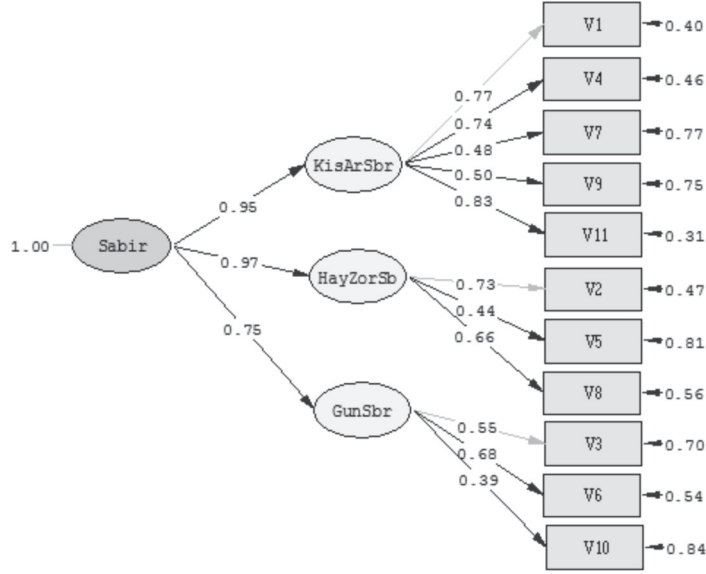 V1 0.40
0.77
V4 0.46
0.74
V7 0.77
0.48
KisArSbr
0.50
V9 0.75
0.83
0.95
V11 0.31
1.00 Sabir
0.97
HayZorSb
0.73
V2 0.47
0.44
V5 0.81
0.75
0.66
V8 0.56
GunSbr
0.55
V3 0.70
0.68
0.39
V6 0.54
V10 0.84